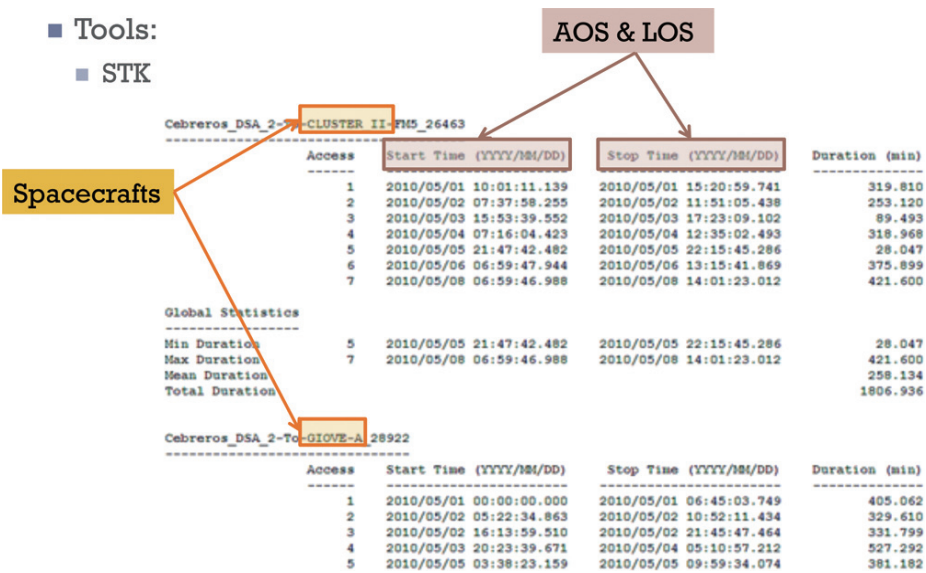 Tools:
STK
AOS & LOS
Spacecrafts
Cebreros_DSA_2-To-CLUSTER II-FM5_26463
Access Start Time (YYYY/MM/DD) Stop Time (YYYY/MM/DD) Duration (min)
1 2010/05/01 10:01:11.139 2010/05/01 15:20:59.741 319.810
2 2010/05/02 07:37:58.255 2010/05/02 11:51:05.438 253.120
3 2010/05/03 15:53:39.552 2010/05/03 17:23:09.102 89.493
4 2010/05/04 07:16:04.423 2010/05/04 12:35:02.493 318.968
5 2010/05/05 21:47:42.482 2010/05/05 22:15:45.286 28.047
6 2010/05/06 06:59:47.944 2010/05/06 13:15:41.869 375.899
7 2010/05/08 06:59:46.988 2010/05/08 14:01:23.012 421.600
Global Statistics
Min Duration 5 2010/05/05 21:47:42.482 2010/05/05 22:15:45.286 28.047
Max Duration 7 2010/05/08 06:59:46.988 2010/05/08 14:01:23.012 421.600
Mean Duration 258.134
Total Duration 1806.936
Cebreros_DSA_2-To-GIOVE-A_28922
Access Start Time (YYYY/MM/DD) Stop Time (YYYY/MM/DD) Duration (min)
1 2010/05/01 00:00:00.000 2010/05/01 06:45:03.749 405.062
2 2010/05/02 05:22:34.863 2010/05/02 10:52:11.434 329.610
3 2010/05/02 16:13:59.510 2010/05/02 21:45:47.464 331.799
4 2010/05/03 20:23:39.671 2010/05/04 05:10:57.212 527.292
5 2010/05/05 03:38:23.159 2010/05/05 09:59:34.074 381.182